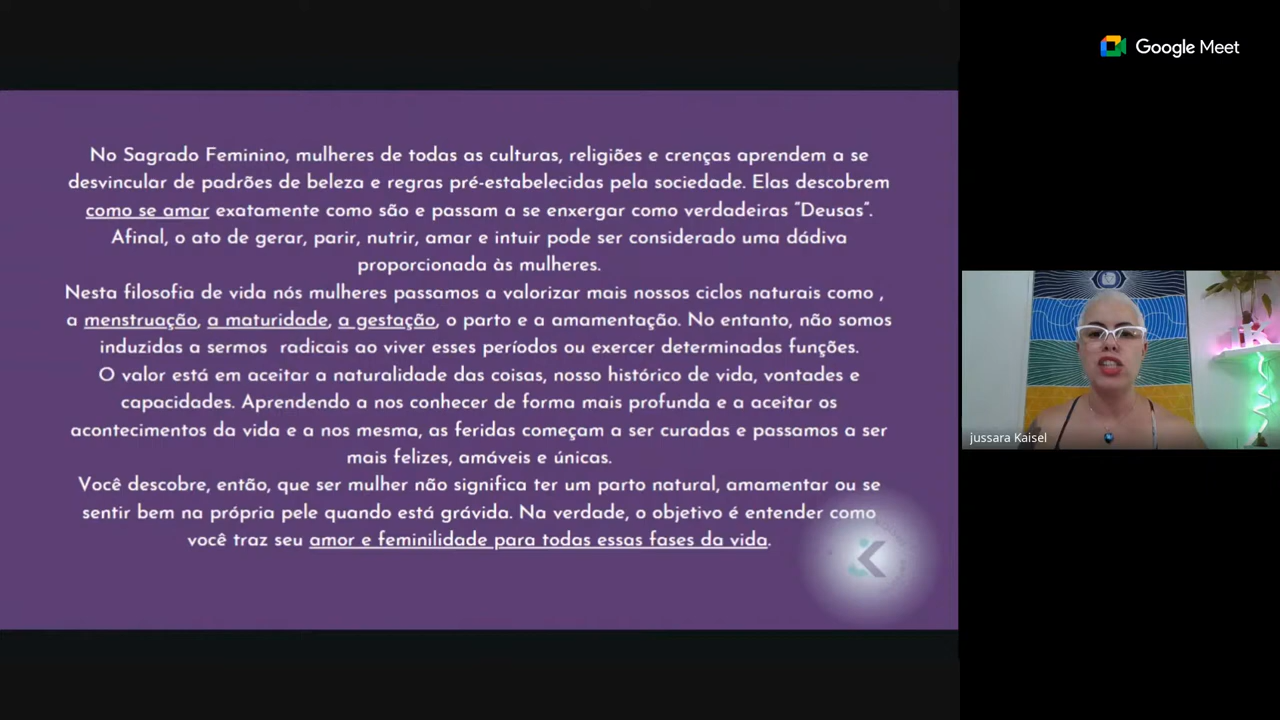 Google Meet
No Sagrado Feminino, mulheres de todas as culturas, religiões e crenças aprendem a se
desvincular de padrões de beleza e regras pré-estabelecidas pela sociedade. Elas descobrem
como se amar exatamente como são e passam a se enxergar como verdadeiras “Deusas”.
Afinal, o ato de gerar, parir, nutrir, amar e intuir pode ser considerado uma dádiva
proporcionada às mulheres.
Nesta filosofia de vida nós mulheres passamos a valorizar mais nossos ciclos naturais como ,
a menstruação, a maturidade, a gestação, o parto e a amamentação. No entanto, não somos
induzidas a sermos  radicais ao viver esses períodos ou exercer determinadas funções.
O valor está em aceitar a naturalidade das coisas, nosso histórico de vida, vontades e
capacidades. Aprendendo a nos conhecer de forma mais profunda e a aceitar os
acontecimentos da vida e a nos mesma, as feridas começam a ser curadas e passamos a ser
mais felizes, amáveis e únicas.
Você descobre, então, que ser mulher não significa ter um parto natural, amamentar ou se
sentir bem na própria pele quando está grávida. Na verdade, o objetivo é entender como
você traz seu amor e feminilidade para todas essas fases da vida.
jussara Kaisel